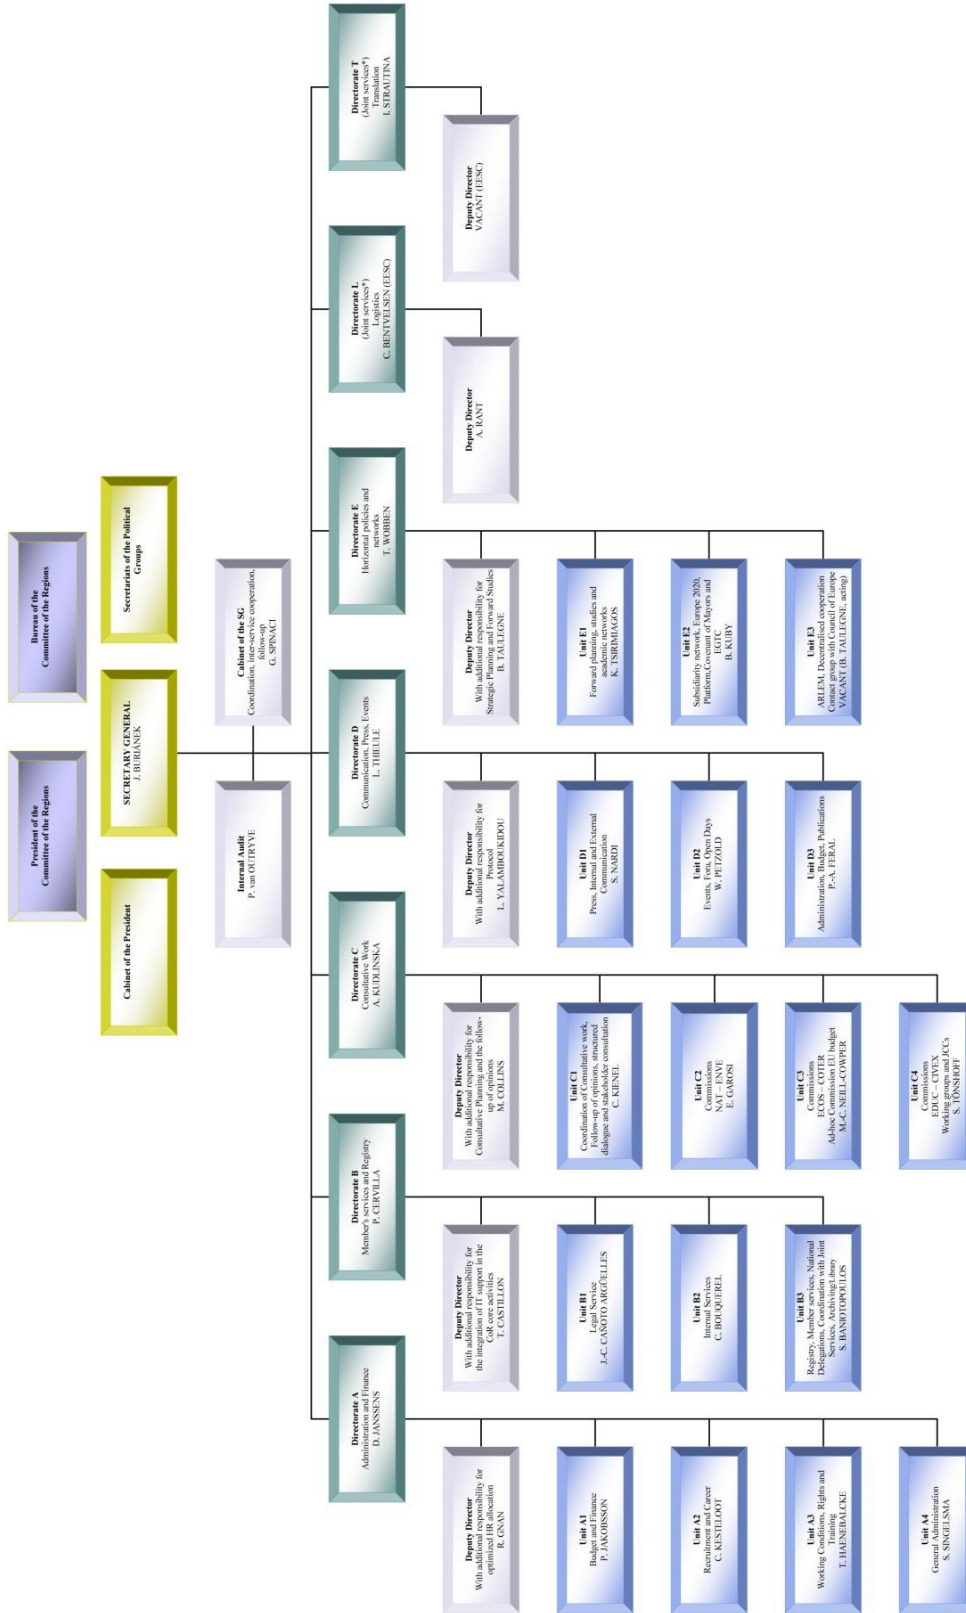 President of the
Committee of the Regions
Bureau of the
Committee of the Regions
Cabinet of the President
SECRETARY GENERAL
J. BURIÁNEK
Secretariats of the Political
Groups
Internal Audit
P. van OUTRYVE
Cabinet of the SG
Coordination, inter-service cooperation,
follow-up
G. SPINACI
Directorate A
Administration and Finance
D. JANSSENS
Directorate B
Member's services and Registry
P. CERVILLA
Directorate C
Consultative Work
A. KUDLINSKA
Directorate D
Communication, Press, Events
L. THIEULE
Directorate E
Horizontal policies and
networks
T. WOBBEN
Directorate L
(Joint services*)
Logistics
C. BENTVELSEN (EESC)
Directorate T
(Joint services*)
Translation
I. STRAUTINA
Deputy Director
With additional responsibility for
optimized HR allocation
R. GNAN
Unit A1
Budget and Finance
P. JAKOBSSON
Unit A2
Recruitment and Career
C. KESTELOOT
Unit A3
Working Conditions, Rights and
Training
T. HAENEBALCKE
Unit A4
General Administration
S. SINGELSMA
Deputy Director
With additional responsibility for
the integration of IT support in the
CoR core activities
T. CASTILLON
Unit B1
Legal Service
J.-C. CAÑOTO ARGÜELLES
Unit B2
Internal Services
C. BOUQUEREL
Unit B3
Registry, Member services, National
Delegations, Coordination with Joint
Services, Archiving/Library
S. BANIOTOPOULOS
Deputy Director
With additional responsibility for
Consultative Planning and the follow-
up of opinions
M. COLLINS
Unit C1
Coordination of Consultative work,
Follow-up of opinions, structured
dialogue and stakeholder consultation
C. KIENEL
Unit C2
Commissions
NAT – ENVE
E. GAROSI
Unit C3
Commissions
ECOS – COTER
Ad-hoc Commission EU budget
M.-C. NEILL-COWPER
Unit C4
Commissions
EDUC – CIVEX
Working groups and JCCs
S. TÖNSHOFF
Deputy Director
With additional responsibility for
Protocol
L. YALAMBOUKIDOU
Unit D1
Press, Internal and External
Communication
S. NARDI
Unit D2
Events, Fora, Open Days
W. PETZOLD
Unit D3
Administration, Budget, Publications
P.-A. FERAL
Deputy Director
With additional responsibility for
Strategic Planning and Forward Studies
B. TAULEGNE
Unit E1
Forward planning, studies and
academic networks
K. TSIRIMIAGOS
Unit E2
Subsidiarity network, Europe 2020,
Platform,Covenant of Mayors and
EGTC
B. KUBY
Unit E3
ARLEM, Decentralised cooperation
Contact group with Council of Europe
VACANT (B. TAULEGNE, acting)
Deputy Director
A. RANT
Deputy Director
VACANT (EESC)